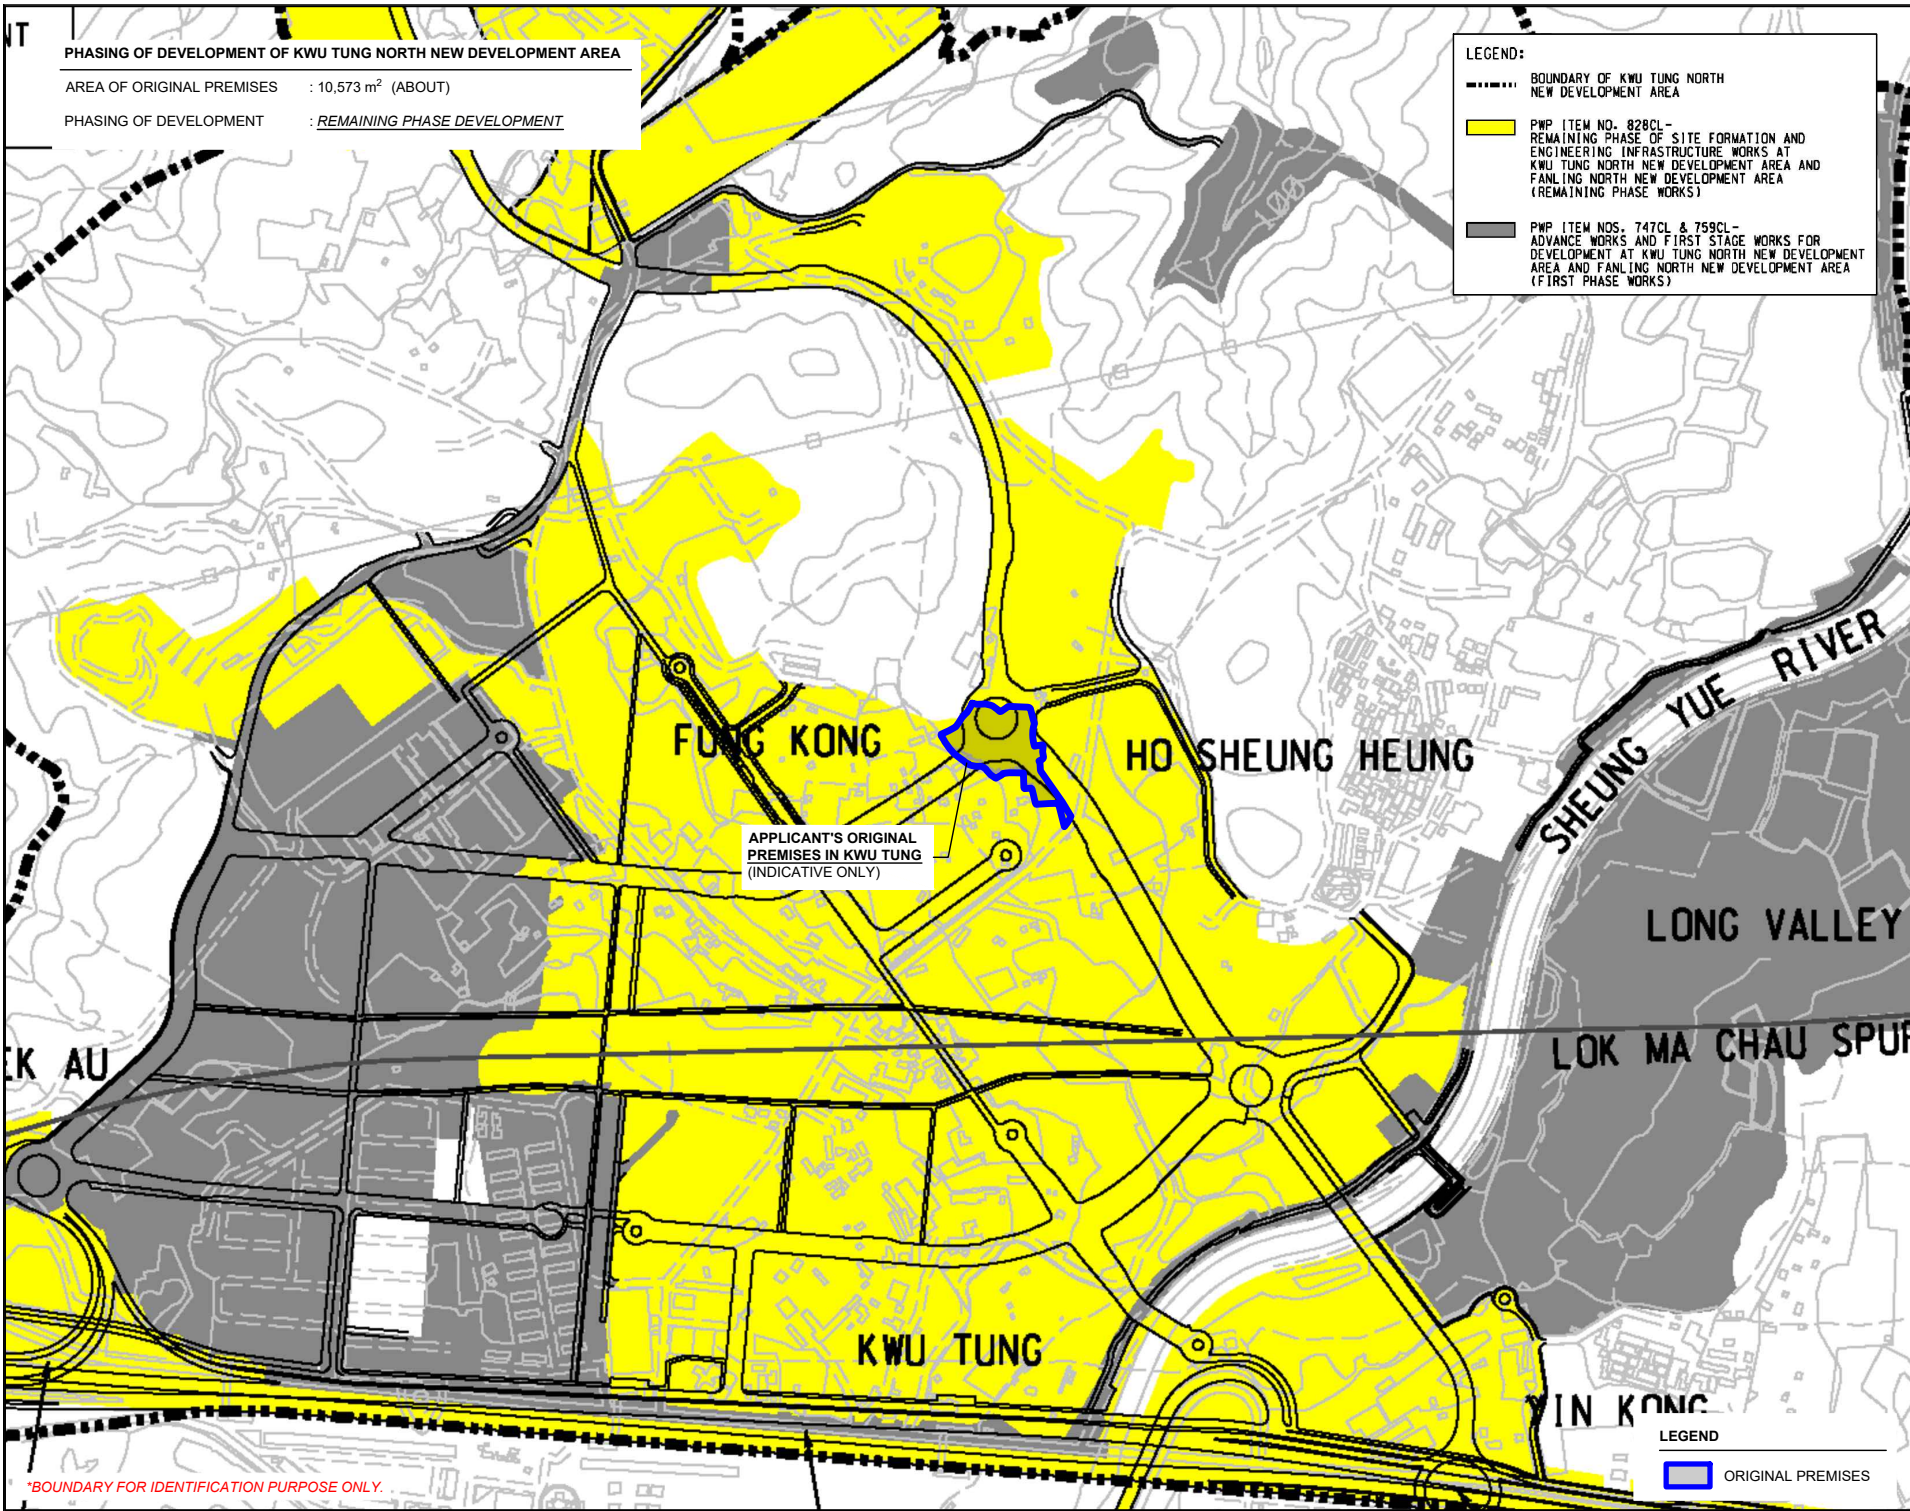 NT
PHASING OF DEVELOPMENT OF KWU TUNG NORTH NEW DEVELOPMENT AREA
AREA OF ORIGINAL PREMISES : 10,573 m² (ABOUT)
PHASING OF DEVELOPMENT : REMAINING PHASE DEVELOPMENT
LEGEND:
BOUNDARY OF KWU TUNG NORTH
NEW DEVELOPMENT AREA
PWP ITEM NO. 828CL-
REMAINING PHASE OF SITE FORMATION AND
ENGINEERING INFRASTRUCTURE WORKS AT
KWU TUNG NORTH NEW DEVELOPMENT AREA AND
FANLING NORTH NEW DEVELOPMENT AREA
(REMAINING PHASE WORKS)
PWP ITEM NOS. 747CL & 759CL-
ADVANCE WORKS AND FIRST STAGE WORKS FOR
DEVELOPMENT AT KWU TUNG NORTH NEW DEVELOPMENT
AREA AND FANLING NORTH NEW DEVELOPMENT AREA
(FIRST PHASE WORKS)
100
FUNG KONG
HO SHEUNG HEUNG
SHEUNG YUE RIVER
APPLICANT'S ORIGINAL
PREMISES IN KWU TUNG
(INDICATIVE ONLY)
LONG VALLEY
LOK MA CHAU SPUR
EK AU
KWU TUNG
YIN KONG
LEGEND
ORIGINAL PREMISES
*BOUNDARY FOR IDENTIFICATION PURPOSE ONLY.